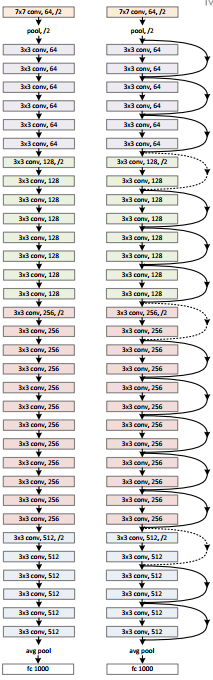 7x7 conv, 64, /2
pool, /2
3x3 conv, 64
3x3 conv, 64
3x3 conv, 64
3x3 conv, 64
3x3 conv, 64
3x3 conv, 64
3x3 conv, 128, /2
3x3 conv, 128
3x3 conv, 128
3x3 conv, 128
3x3 conv, 128
3x3 conv, 128
3x3 conv, 128
3x3 conv, 128
3x3 conv, 256, /2
3x3 conv, 256
3x3 conv, 256
3x3 conv, 256
3x3 conv, 256
3x3 conv, 256
3x3 conv, 256
3x3 conv, 256
3x3 conv, 256
3x3 conv, 256
3x3 conv, 256
3x3 conv, 256
3x3 conv, 512, /2
3x3 conv, 512
3x3 conv, 512
3x3 conv, 512
3x3 conv, 512
3x3 conv, 512
avg pool
fc 1000
7x7 conv, 64, /2
pool, /2
3x3 conv, 64
3x3 conv, 64
3x3 conv, 64
3x3 conv, 64
3x3 conv, 64
3x3 conv, 64
3x3 conv, 128, /2
3x3 conv, 128
3x3 conv, 128
3x3 conv, 128
3x3 conv, 128
3x3 conv, 128
3x3 conv, 128
3x3 conv, 128
3x3 conv, 256, /2
3x3 conv, 256
3x3 conv, 256
3x3 conv, 256
3x3 conv, 256
3x3 conv, 256
3x3 conv, 256
3x3 conv, 256
3x3 conv, 256
3x3 conv, 256
3x3 conv, 256
3x3 conv, 256
3x3 conv, 512, /2
3x3 conv, 512
3x3 conv, 512
3x3 conv, 512
3x3 conv, 512
3x3 conv, 512
avg pool
fc 1000